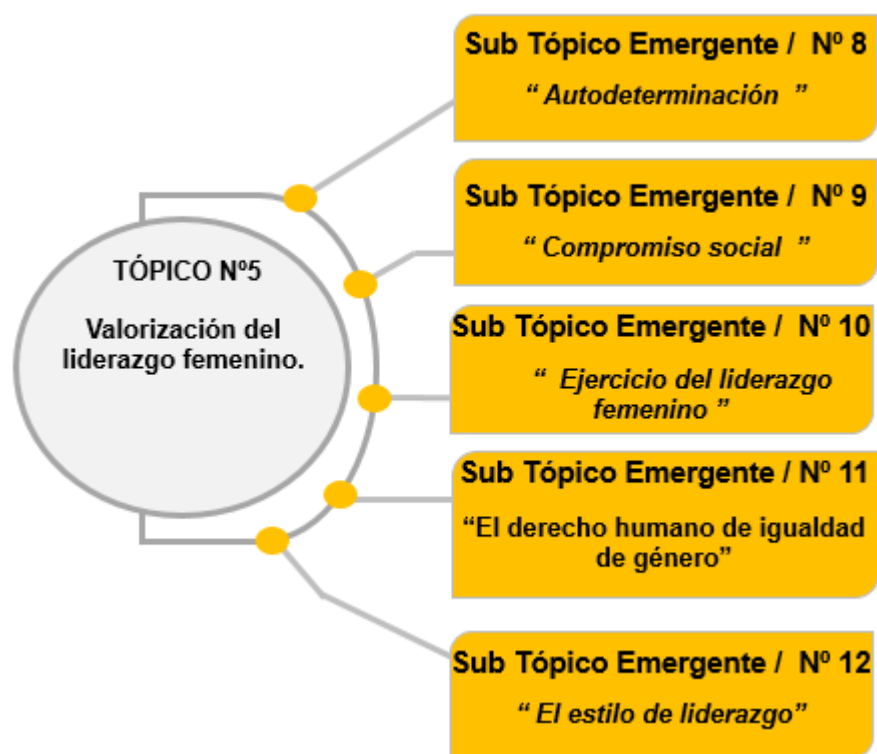 TÓPICO Nº5
Valorización del
liderazgo femenino.
Sub Tópico Emergente / Nº 8
“ Autodeterminación ”
Sub Tópico Emergente / Nº 9
“ Compromiso social ”
Sub Tópico Emergente / Nº 10
“ Ejercicio del liderazgo
femenino ”
Sub Tópico Emergente / Nº 11
“El derecho humano de igualdad
de género”
Sub Tópico Emergente / Nº 12
“ El estilo de liderazgo”